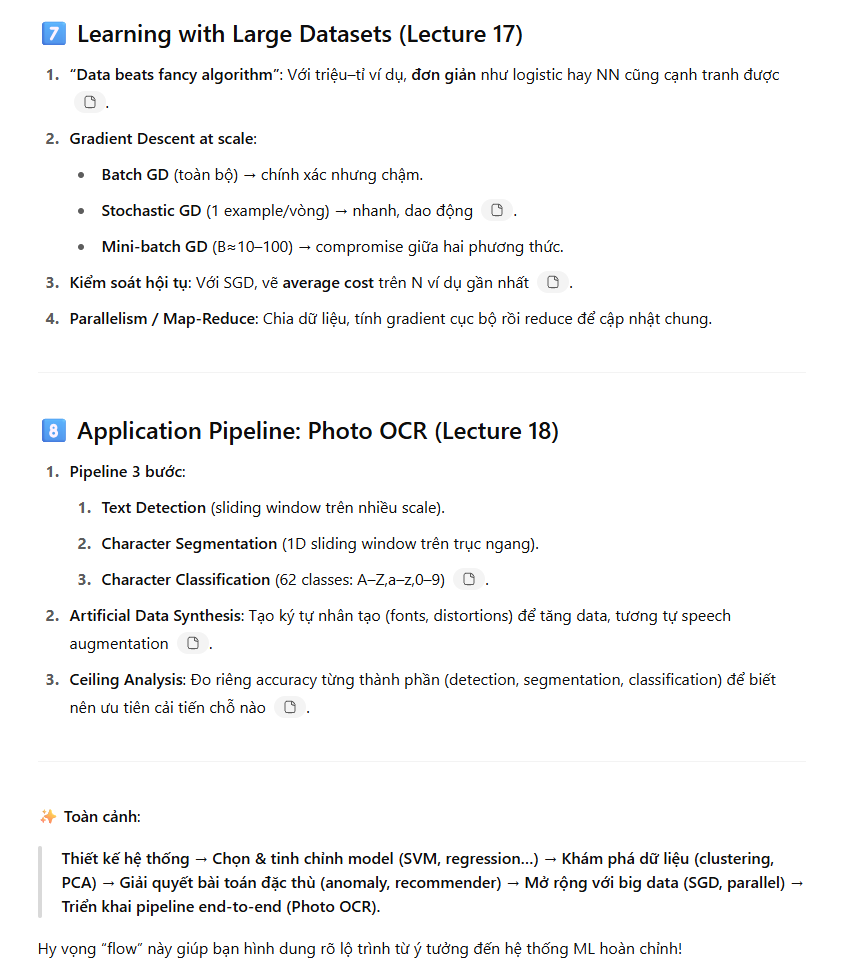 7 Learning with Large Datasets (Lecture 17)
1. “Data beats fancy algorithm”: Với triệu–tỉ ví dụ, đơn giản như logistic hay NN cũng cạnh tranh được
.
2. Gradient Descent at scale:
• Batch GD (toàn bộ) → chính xác nhưng chậm.
• Stochastic GD (1 example/vòng) → nhanh, dao động .
• Mini-batch GD (B≈10–100) → compromise giữa hai phương thức.
3. Kiểm soát hội tụ: Với SGD, vẽ average cost trên N ví dụ gần nhất .
4. Parallelism / Map-Reduce: Chia dữ liệu, tính gradient cục bộ rồi reduce để cập nhật chung.
8 Application Pipeline: Photo OCR (Lecture 18)
1. Pipeline 3 bước:
1. Text Detection (sliding window trên nhiều scale).
2. Character Segmentation (1D sliding window trên trục ngang).
3. Character Classification (62 classes: A–Z,a–z,0–9) .
2. Artificial Data Synthesis: Tạo ký tự nhân tạo (fonts, distortions) để tăng data, tương tự speech
augmentation .
3. Ceiling Analysis: Đo riêng accuracy từng thành phần (detection, segmentation, classification) để biết
nên ưu tiên cải tiến chỗ nào .
✨ Toàn cảnh:
Thiết kế hệ thống → Chọn & tinh chỉnh model (SVM, regression…) → Khám phá dữ liệu (clustering,
PCA) → Giải quyết bài toán đặc thù (anomaly, recommender) → Mở rộng với big data (SGD, parallel) →
Triển khai pipeline end-to-end (Photo OCR).
Hy vọng “flow” này giúp bạn hình dung rõ lộ trình từ ý tưởng đến hệ thống ML hoàn chỉnh!